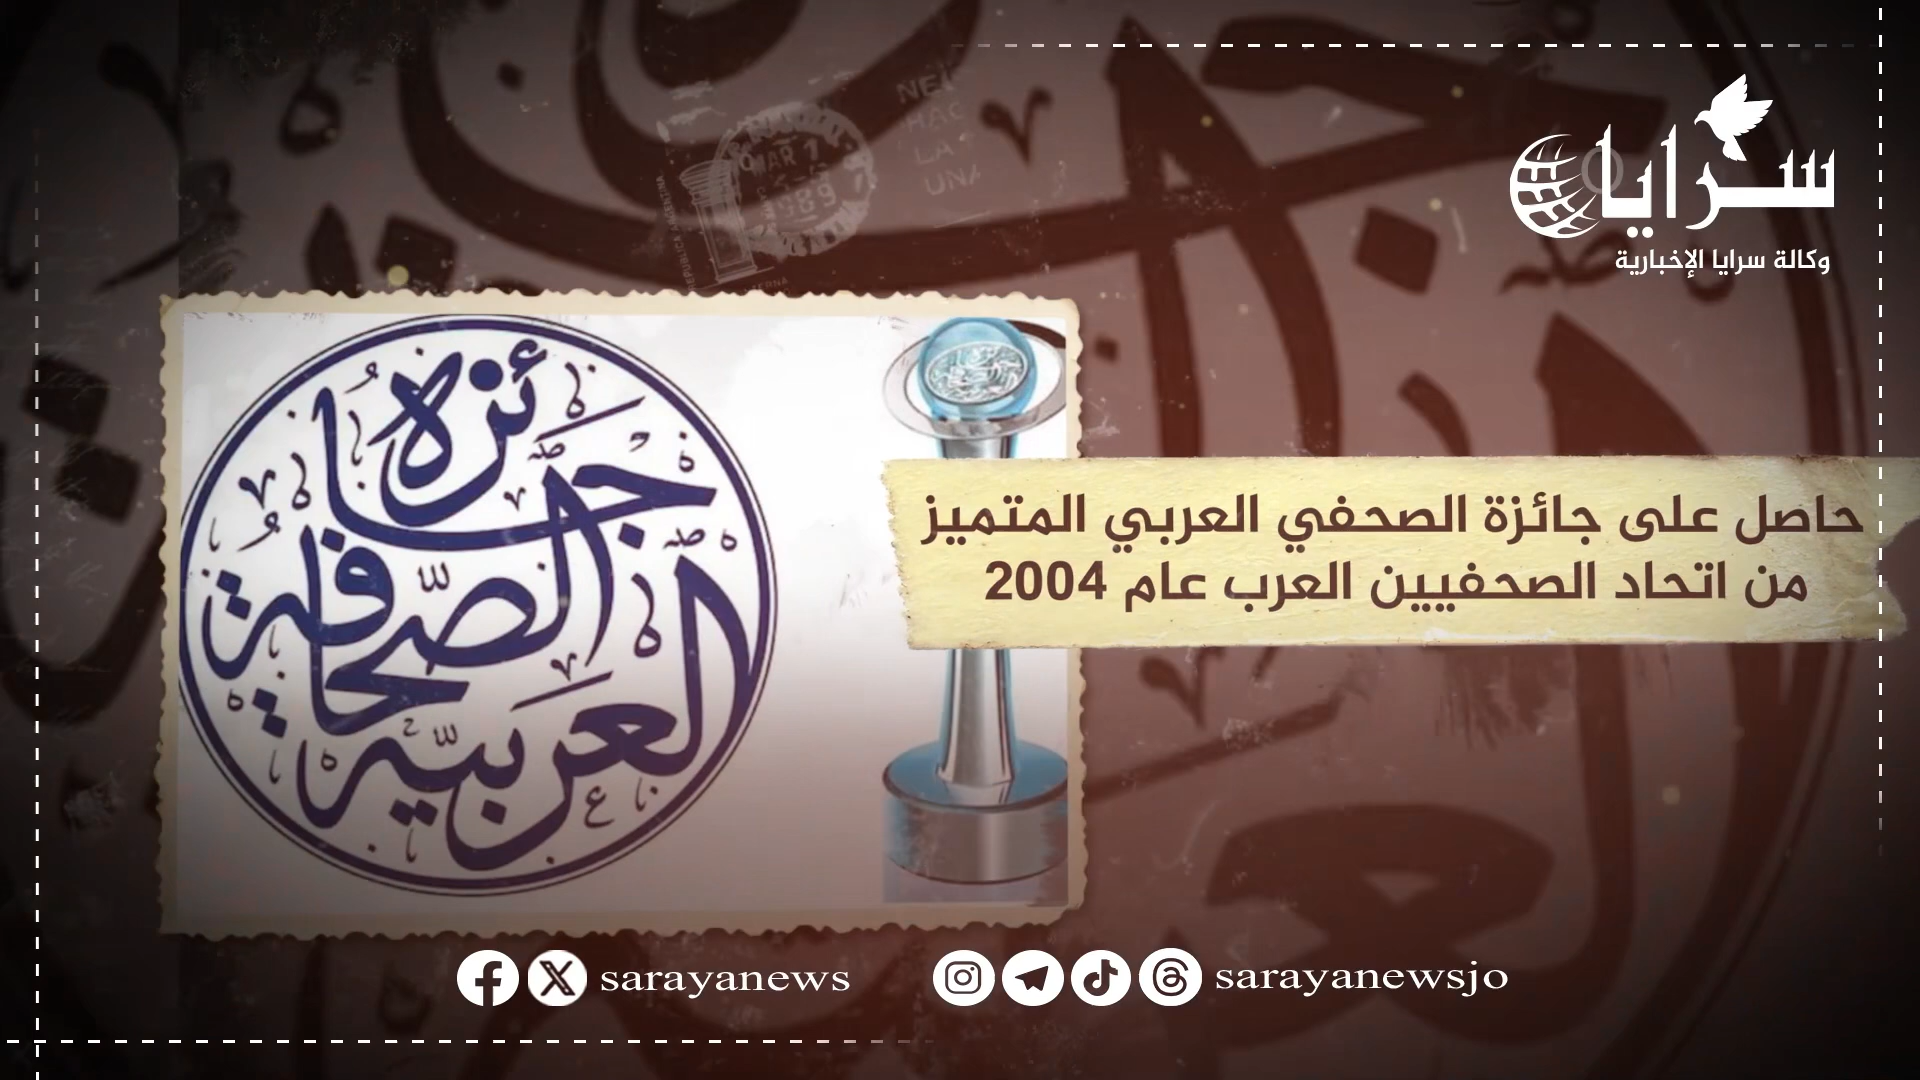 سرايا
وكالة سرايا الإخبارية
جائزة
الصحافة
العربية
حاصل على جائزة الصحفي العربي المتميز
من اتحاد الصحفيين العرب عام 2004
sarayanews
sarayanewsjo